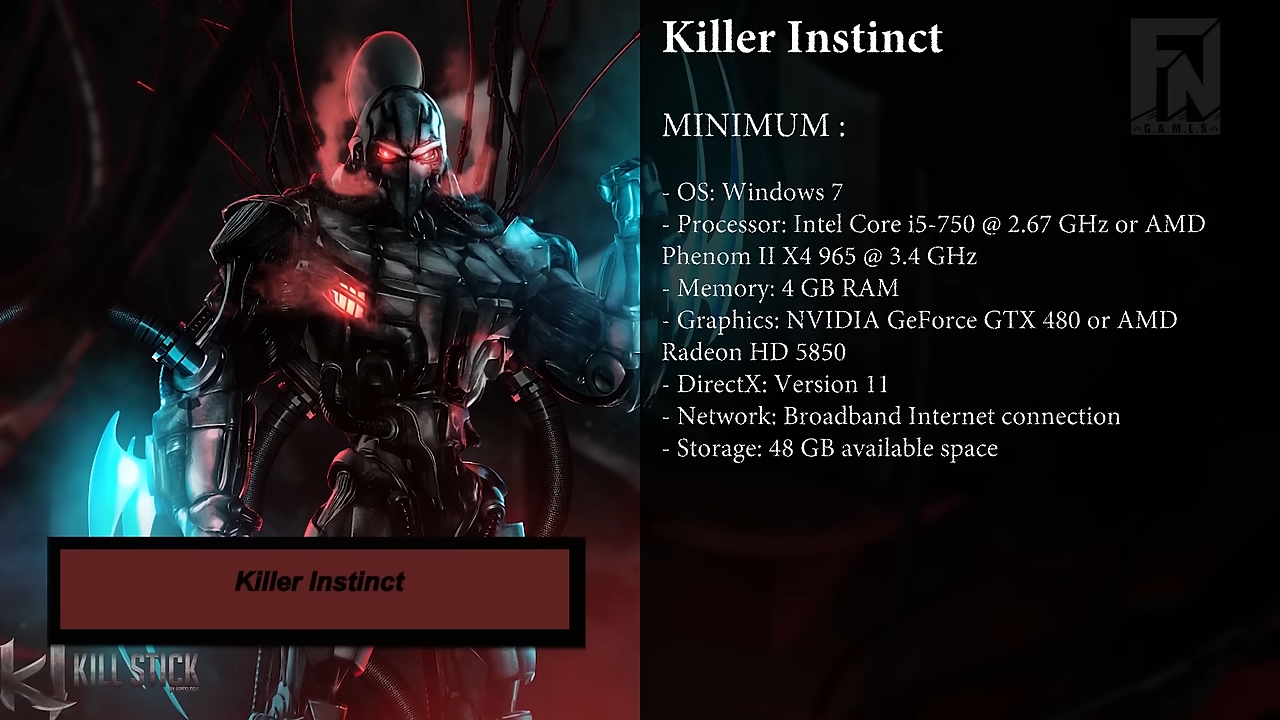 Killer Instinct
MINIMUM :
- OS: Windows 7
- Processor: Intel Core i5-750 @ 2.67 GHz or AMD
Phenom II X4 965 @ 3.4 GHz
- Memory: 4 GB RAM
- Graphics: NVIDIA GeForce GTX 480 or AMD
Radeon HD 5850
- DirectX: Version 11
- Network: Broadband Internet connection
- Storage: 48 GB available space
FN
G.A.M.E.S
Killer Instinct
KI KILL STICK